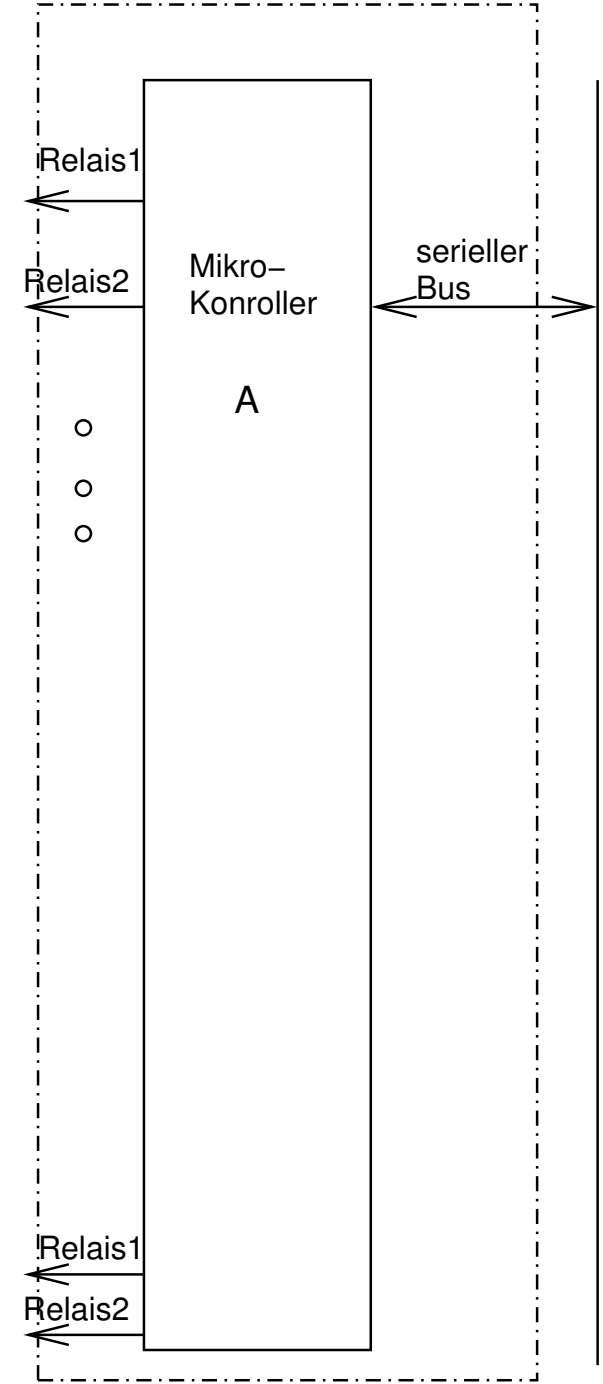 Relais1
Relais2
Mikro–
Konroller
A
serieller
Bus
Relais1
Relais2